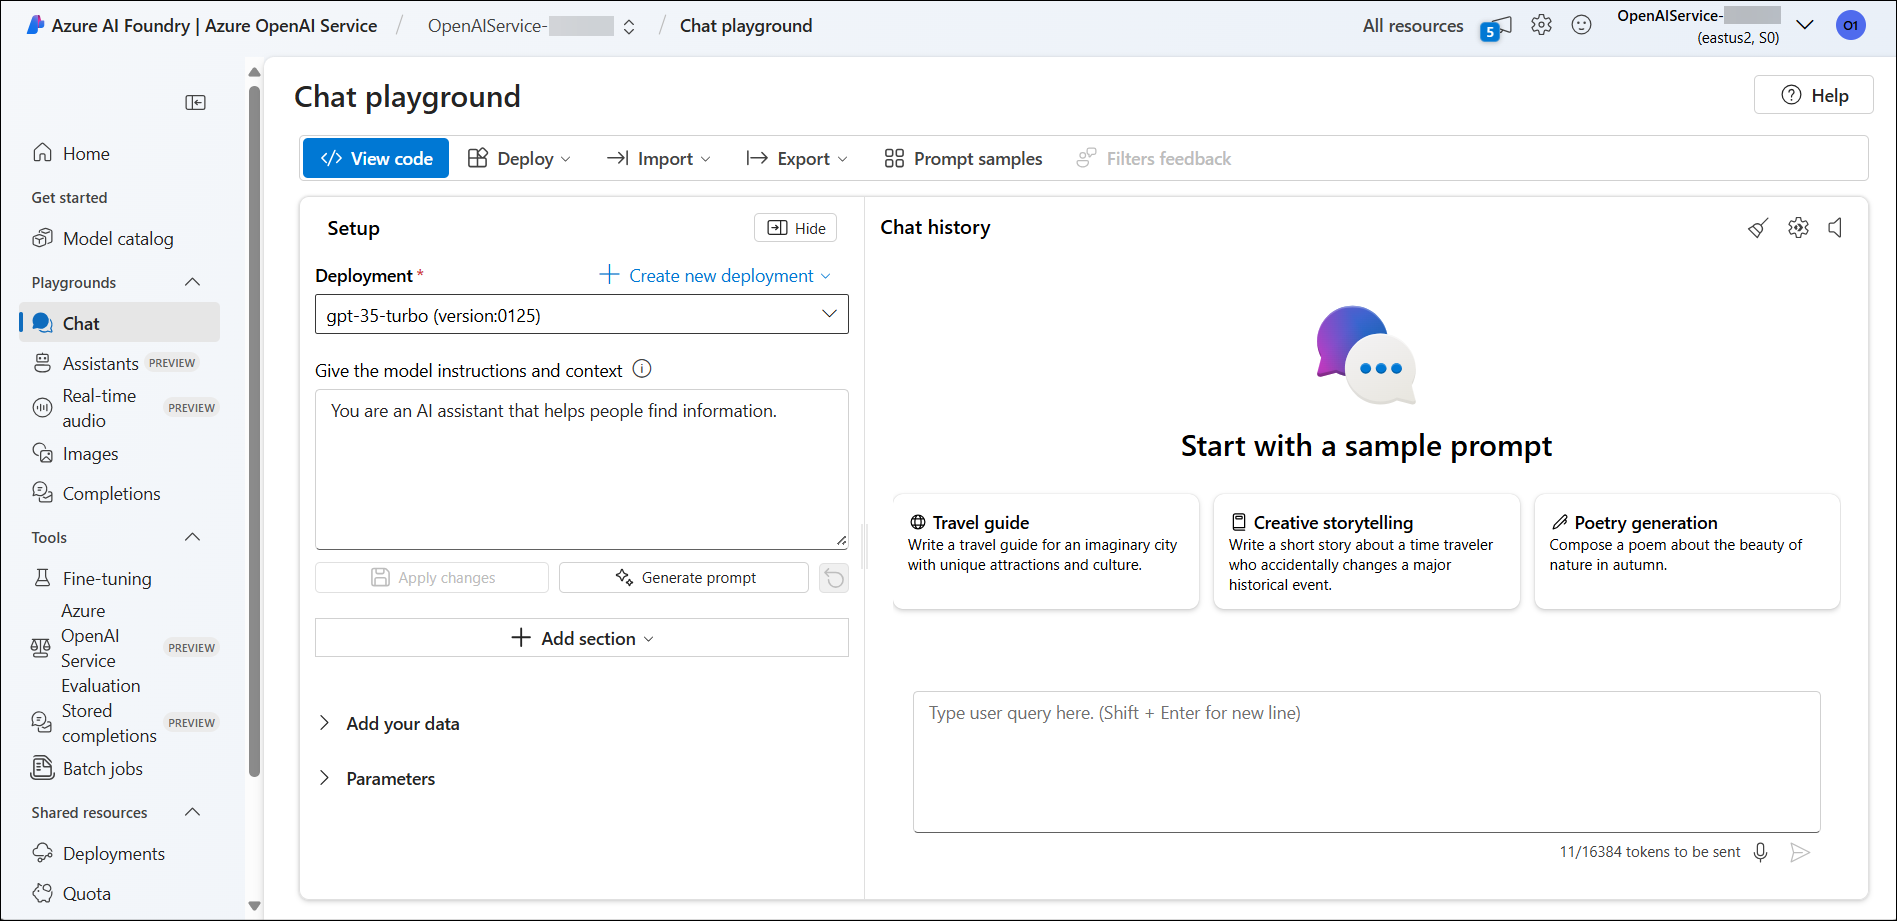 Azure AI Foundry | Azure OpenAI Service / OpenAIService- / Chat playground
All resources
5
OpenAIService-
(eastus2, S0)
O1
Home
Get started
Model catalog
Playgrounds
Chat
Assistants PREVIEW
Real-time
audio
PREVIEW
Images
Completions
Tools
Fine-tuning
Azure
OpenAI
Service
Evaluation
PREVIEW
Stored
completions
PREVIEW
Batch jobs
Shared resources
Deployments
Quota
Chat playground
Help
View code
Deploy
Import
Export
Prompt samples
Filters feedback
Setup
Hide
Deployment *
Create new deployment
gpt-35-turbo (version:0125)
Give the model instructions and context
You are an AI assistant that helps people find information.
Apply changes
Generate prompt
Add section
Add your data
Parameters
Chat history
Start with a sample prompt
Travel guide
Write a travel guide for an imaginary city
with unique attractions and culture.
Creative storytelling
Write a short story about a time traveler
who accidentally changes a major
historical event.
Poetry generation
Compose a poem about the beauty of
nature in autumn.
Type user query here. (Shift + Enter for new line)
11/16384 tokens to be sent